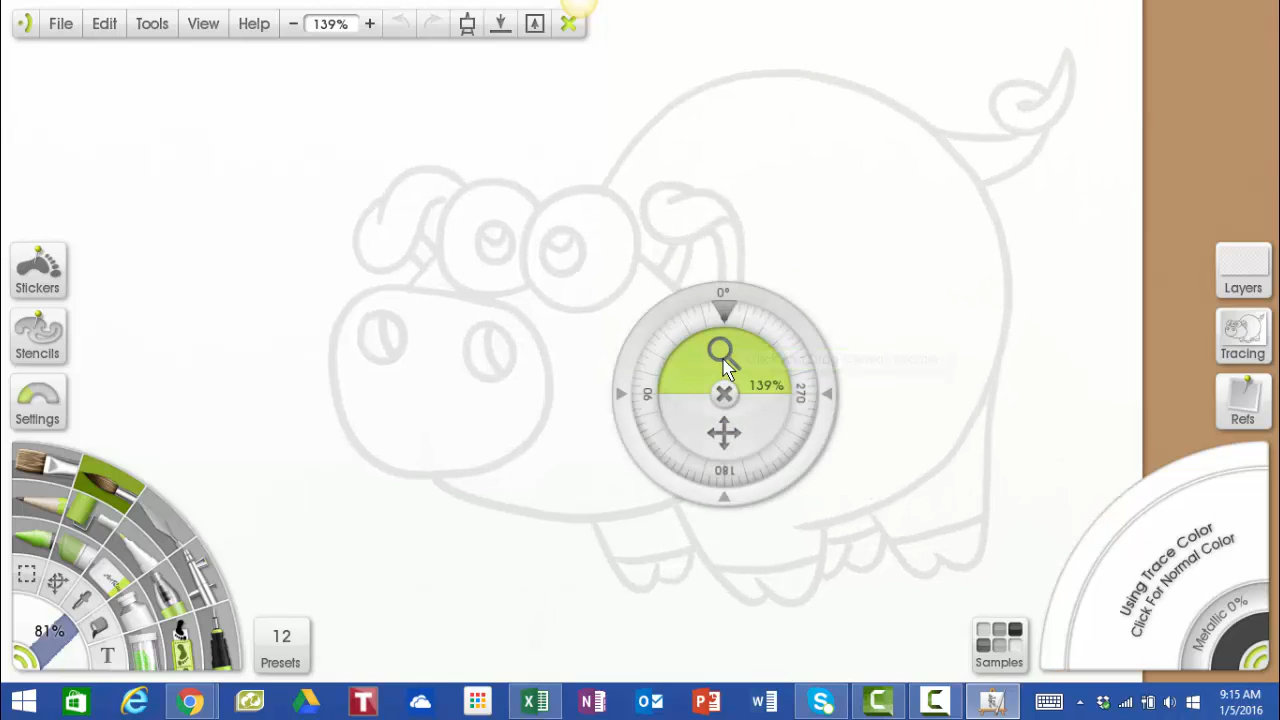 File Edit Tools View Help − 139% +
Stickers
Stencils
Settings
0°
139%
90
270
180
Layers
Tracing
Refs
81%
T
12
Presets
Samples
Using Trace Color
Click For Normal Color
Metallic 0%
9:15 AM
1/5/2016